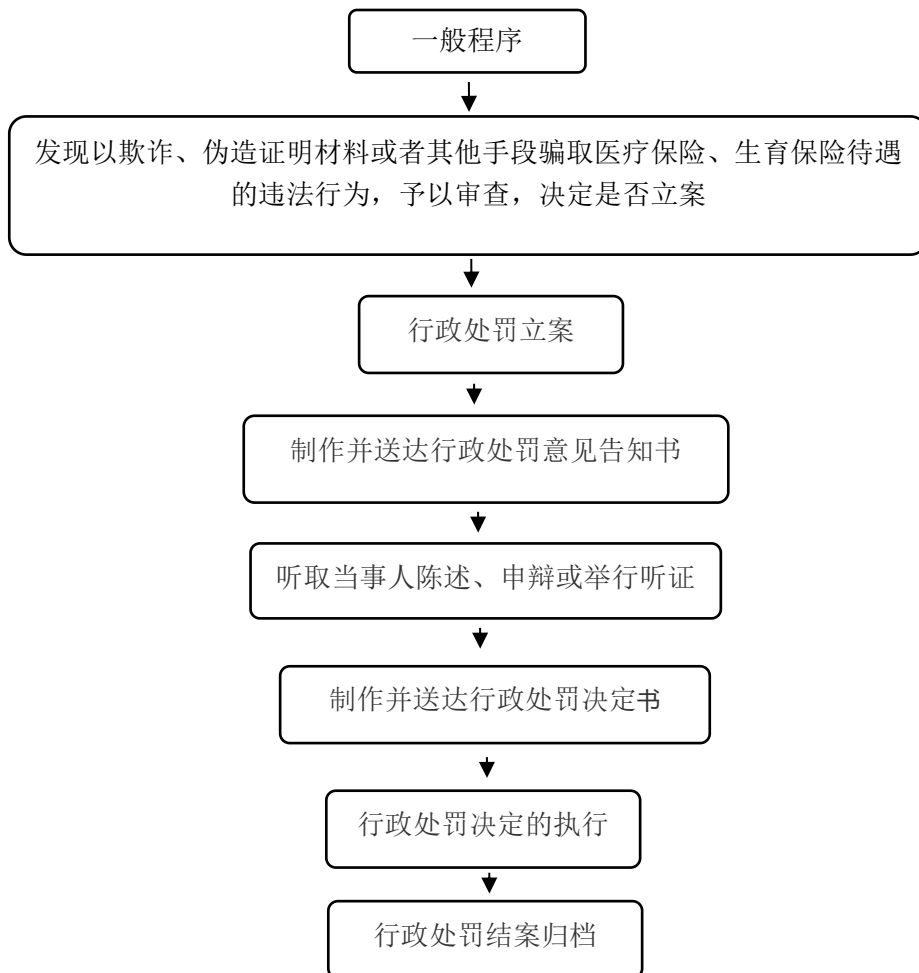 一般程序
发现以欺诈、伪造证明材料或者其他手段骗取医疗保险、生育保险待遇
的违法行为，予以审查，决定是否立案
行政处罚立案
制作并送达行政处罚意见告知书
听取当事人陈述、申辩或举行听证
制作并送达行政处罚决定书
行政处罚决定的执行
行政处罚结案归档